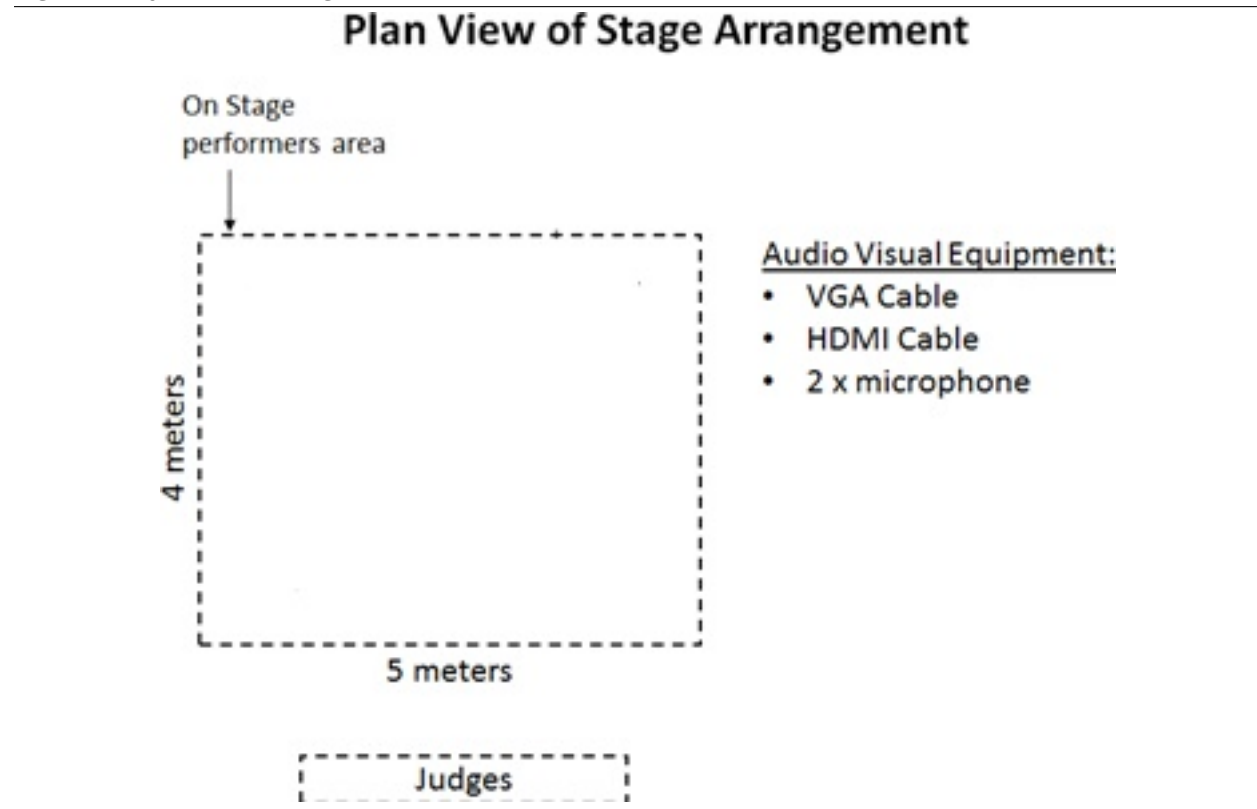 Plan View of Stage Arrangement
On Stage
performers area
Audio Visual Equipment:
• VGA Cable
• HDMI Cable
• 2 x microphone
4 meters
5 meters
Judges